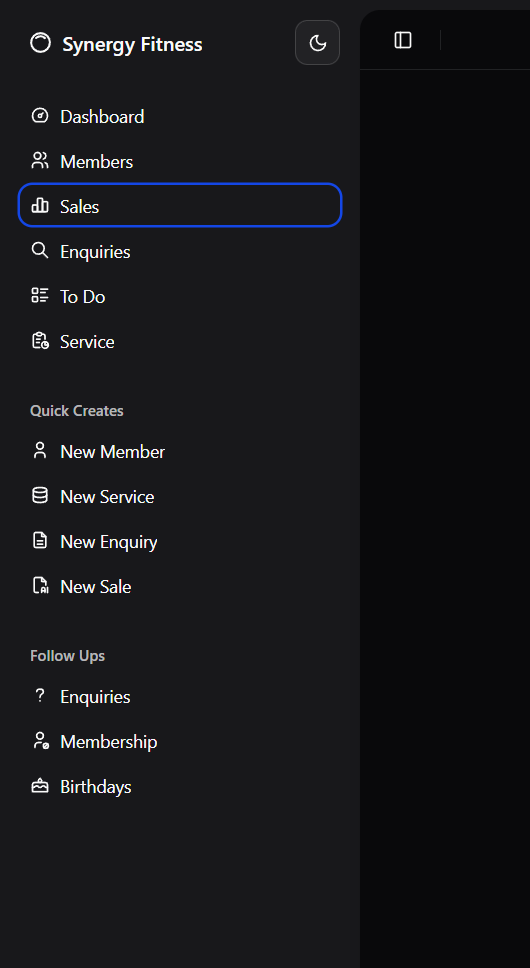 Synergy Fitness
Dashboard
Members
Sales
Enquiries
To Do
Service
Quick Creates
New Member
New Service
New Enquiry
New Sale
Follow Ups
Enquiries
Membership
Birthdays